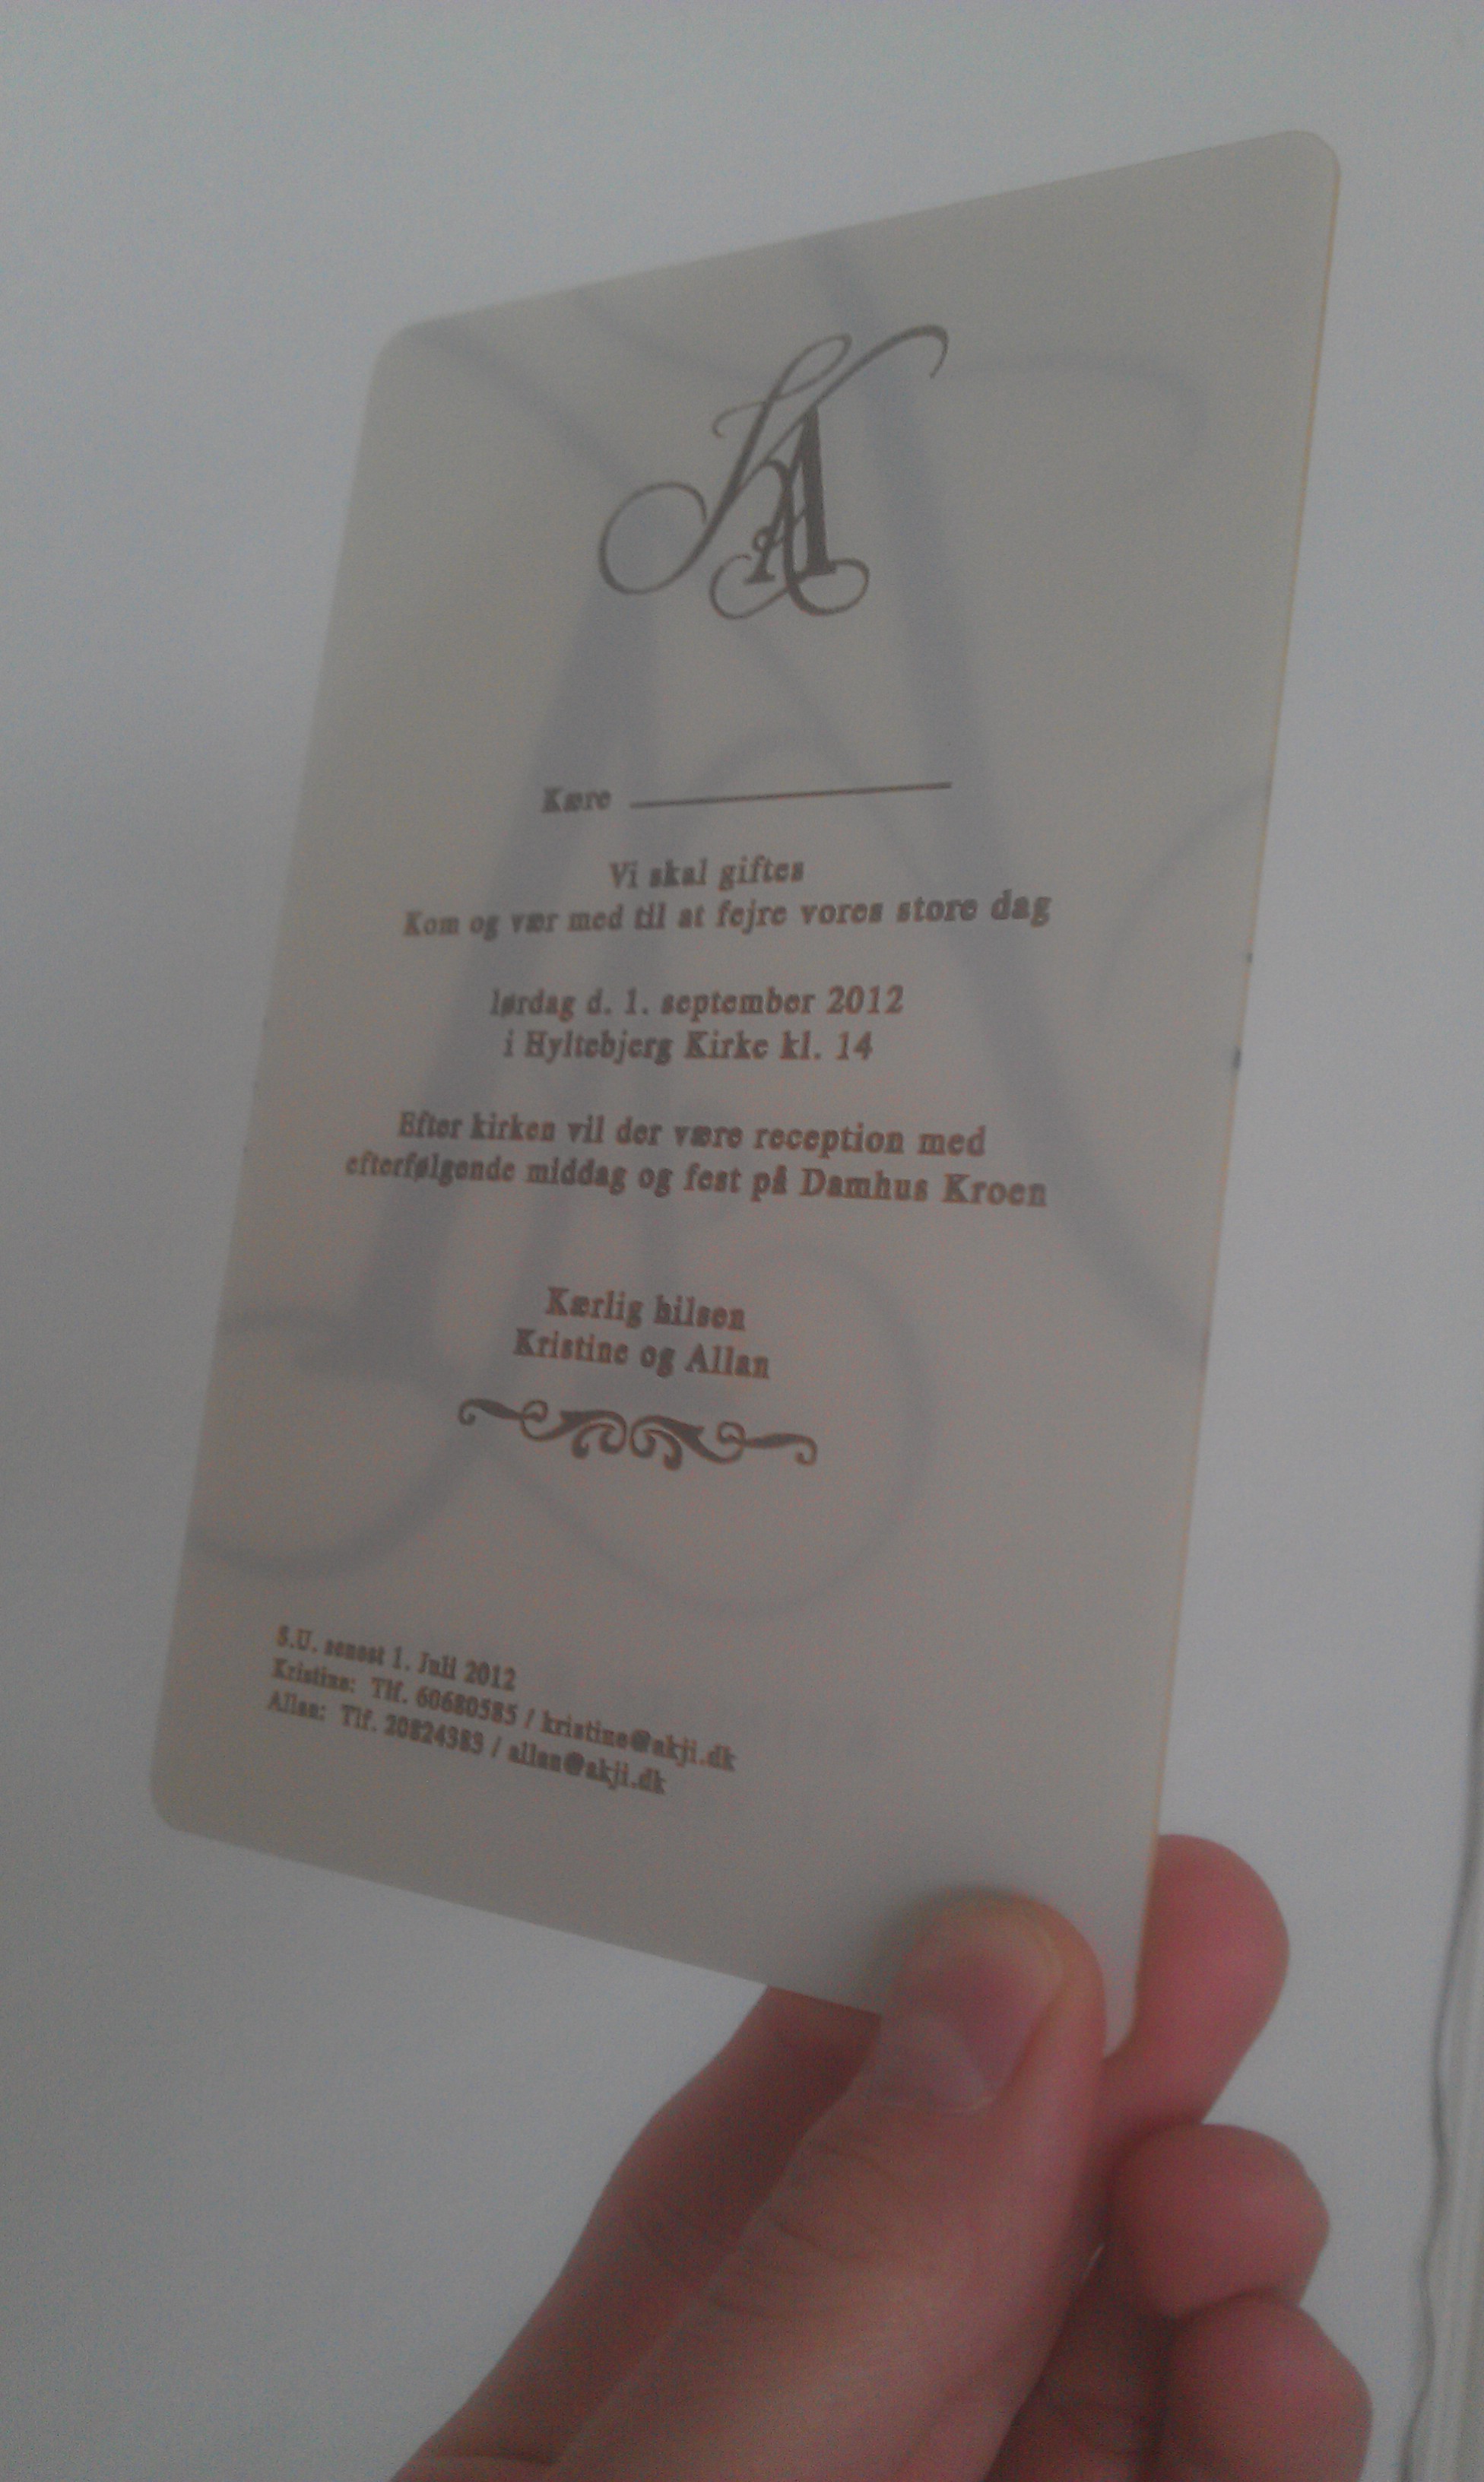 KA
Kære
Vi skal giftes
Kom og vær med til at fejre vores store dag
lørdag d. 1. september 2012
i Hyltebjerg Kirke kl. 14
Efter kirken vil der være reception med
efterfølgende middag og fest på Damhus Kroen
Kærlig hilsen
Kristine og Allan
S.U. senest 1. Juli 2012
Kristine: Tlf. 60680585 / kristine@akji.dk
Allan: Tlf. 20824383 / allan@akji.dk